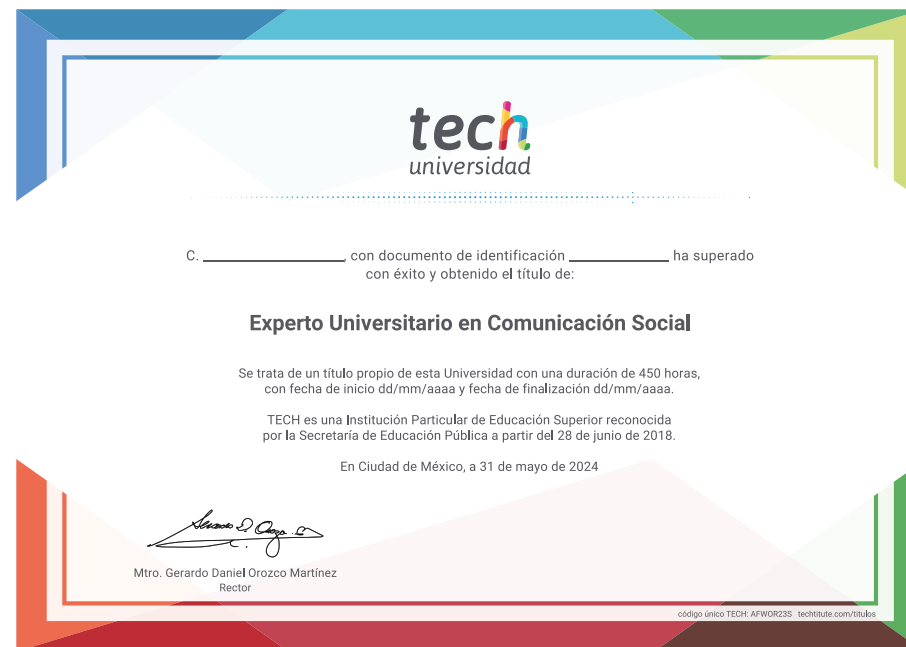 tech
universidad
C. ____________, con documento de identificación ____________ ha superado
con éxito y obtenido el título de:
Experto Universitario en Comunicación Social
Se trata de un título propio de esta Universidad con una duración de 450 horas,
con fecha de inicio dd/mm/aaaa y fecha de finalización dd/mm/aaaa.
TECH es una Institución Particular de Educación Superior reconocida
por la Secretaría de Educación Pública a partir del 28 de junio de 2018.
En Ciudad de México, a 31 de mayo de 2024
Mtro. Gerardo Daniel Orozco Martínez
Rector
código único TECH: AFWOR23S techtitute.com/titulos